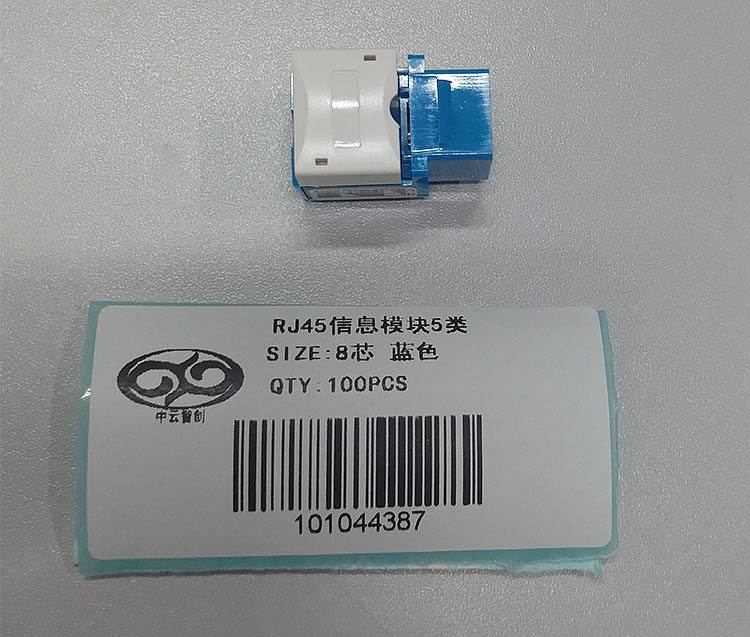 RJ45信息模块5类
SIZE:8芯 蓝色
QTY:100PCS
中云智创
101044387